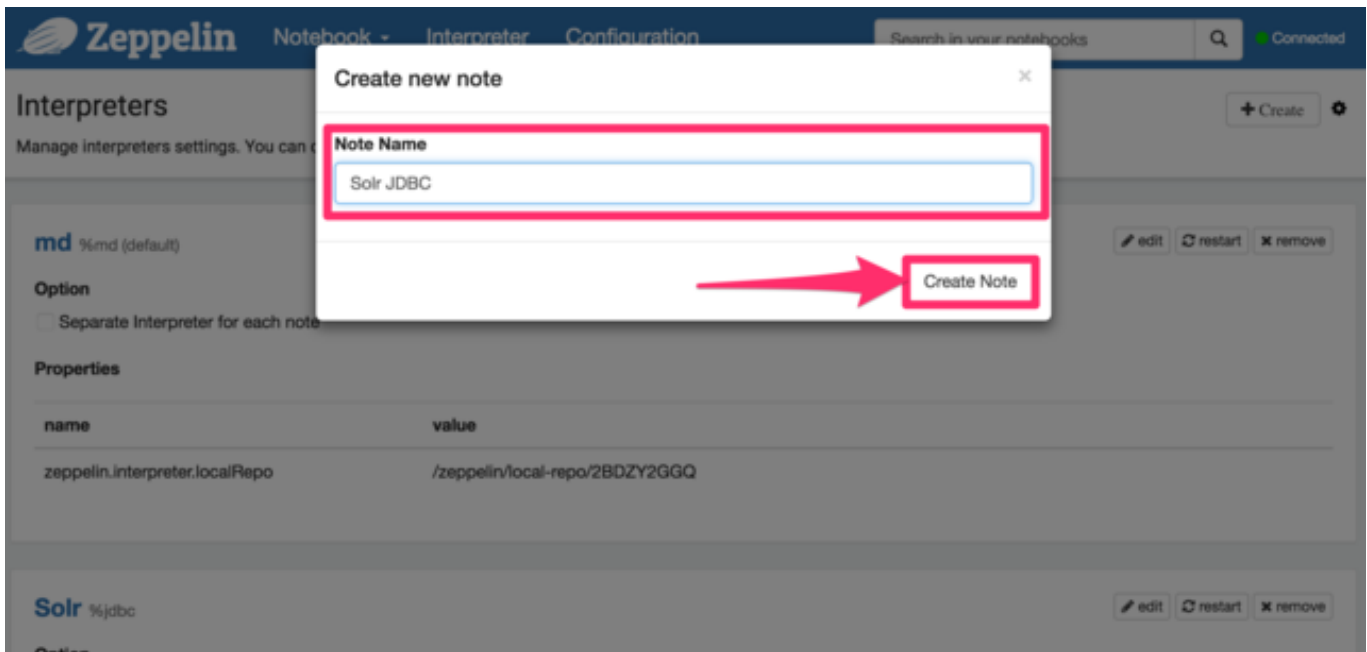 Zeppelin Notebook Interpreter Configuration Search in your notebooks Connected
Create new note ×
Interpreters + Create
Manage interpreters settings. You can
Note Name
Solr JDBC
md %md (default) edit restart remove
Create Note
Option
Separate Interpreter for each note
Properties
name value
zeppelin.interpreter.localRepo /zeppelin/local-repo/2BDZY2GGQ
Solr %jdbc edit restart remove
Option